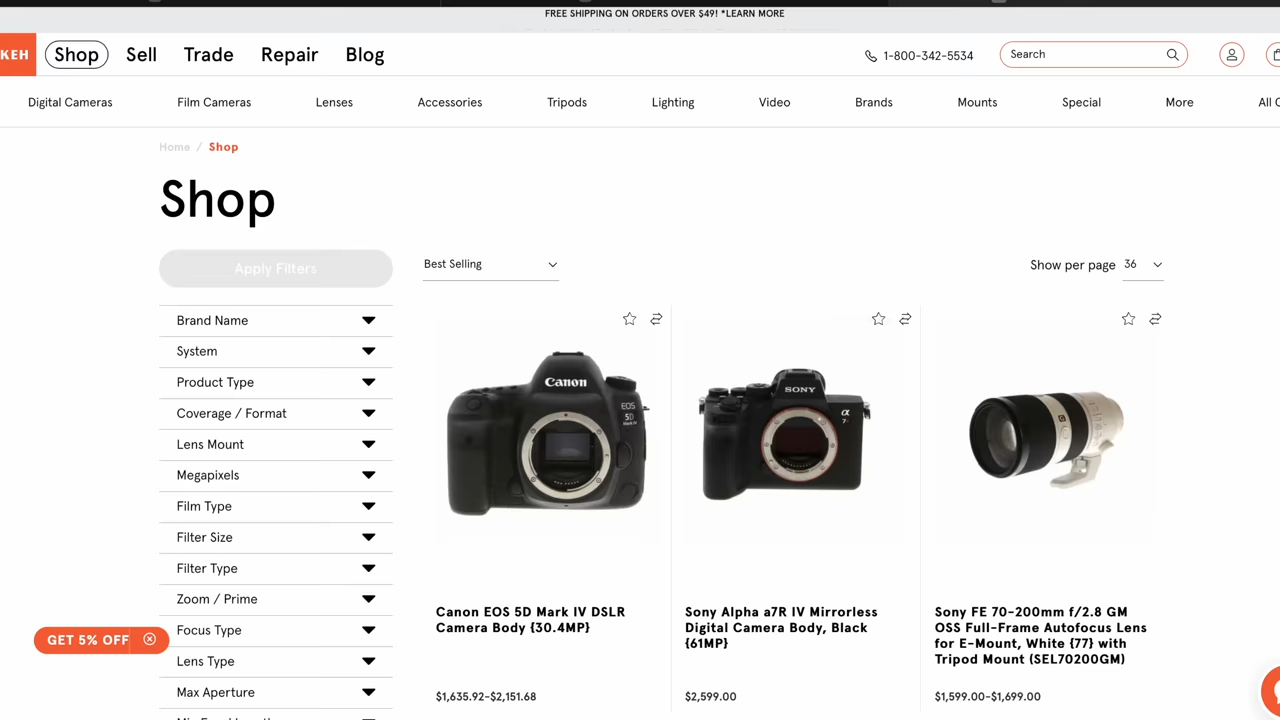 FREE SHIPPING ON ORDERS OVER $49! *LEARN MORE
KEH Shop Sell Trade Repair Blog 1-800-342-5534 Search
Digital Cameras Film Cameras Lenses Accessories Tripods Lighting Video Brands Mounts Special More All
Home / Shop
Shop
Apply Filters Best Selling Show per page 36
Brand Name
System
Product Type
Coverage / Format
Lens Mount
Megapixels
Film Type
Filter Size
Filter Type
Zoom / Prime
Focus Type
Lens Type
Max Aperture
GET 5% OFF
Canon
EOS
5D
Mark IV
SONY
α
7
G
Canon EOS 5D Mark IV DSLR
Camera Body {30.4MP}
$1,635.92-$2,151.68
Sony Alpha a7R IV Mirrorless
Digital Camera Body, Black
{61MP}
$2,599.00
Sony FE 70-200mm f/2.8 GM
OSS Full-Frame Autofocus Lens
for E-Mount, White {77} with
Tripod Mount (SEL70200GM)
$1,599.00-$1,699.00